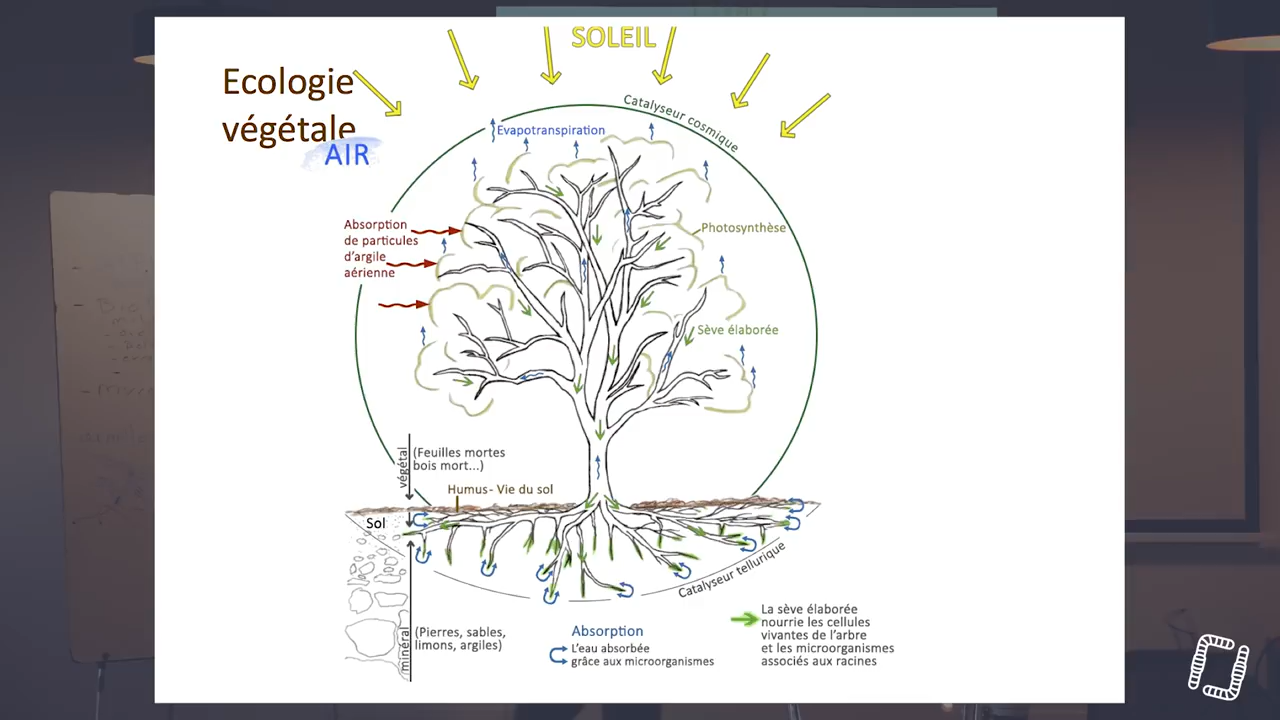 SOLEIL
Ecologie
végétale
AIR
Catalyseur cosmique
Evapotranspiration
Absorption
de particules
d'argile
aérienne
Photosynthèse
Sève élaborée
végétal
(Feuilles mortes
bois mort...)
Humus - Vie du sol
Sol
Catalyseur tellurique
minéral
(Pierres, sables,
limons, argiles)
Absorption
L'eau absorbée
grâce aux microorganismes
La sève élaborée
nourrie les cellules
vivantes de l'arbre
et les microorganismes
associés aux racines